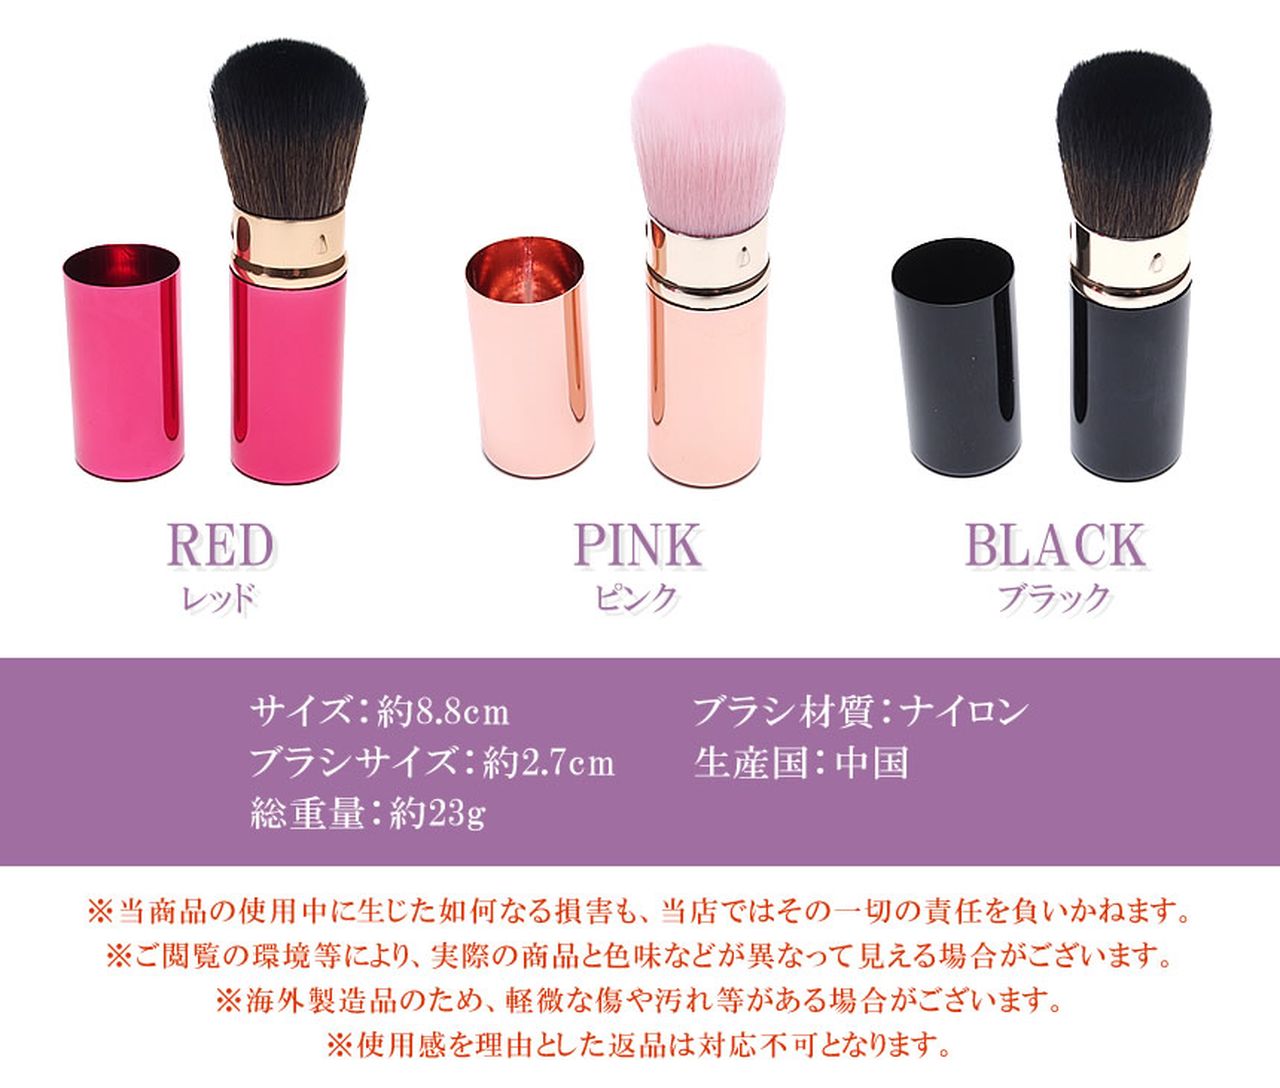 RED
レッド
PINK
ピンク
BLACK
ブラック
サイズ：約8.8cm
ブラシサイズ：約2.7cm
総重量：約23g
ブラシ材質：ナイロン
生産国：中国
※当商品の使用中に生じた如何なる損害も、当店ではその一切の責任を負いかねます。
※ご閲覧の環境等により、実際の商品と色味などが異なって見える場合がございます。
※海外製造品のため、軽微な傷や汚れ等がある場合がございます。
※使用感を理由とした返品は対応不可となります。